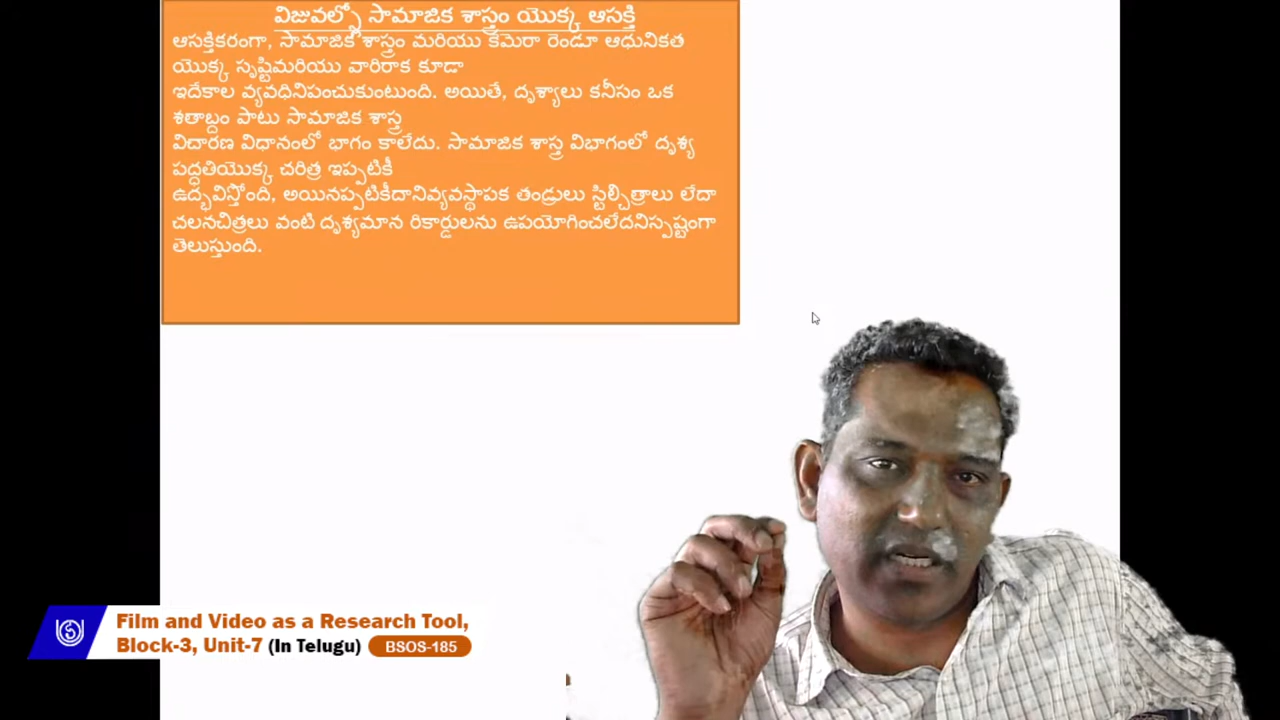 విజువల్స్లో సామాజిక శాస్త్రం యొక్క ఆసక్తి
ఆసక్తికరంగా, సామాజిక శాస్త్రం మరియు కెమెరా రెండూ ఆధునికత
యొక్క సృష్టిమరియు వారిరాక కూడా
ఇదేకాల వ్యవధినిపంచుకుంటుంది. అయితే, దృశ్యాలు కనీసం ఒక
శతాబ్దం పాటు సామాజిక శాస్త్ర
విచారణ విధానంలో భాగం కాలేదు. సామాజిక శాస్త్ర విభాగంలో దృశ్య
పద్ధతియొక్క చరిత్ర ఇప్పటికీ
ఉద్భవిస్తోంది, అయినప్పటికీదానివ్యవస్థాపక తండ్రులు స్టిల్చిత్రాలు లేదా
చలనచిత్రలు వంటి దృశ్యమాన రికార్డులను ఉపయోగించలేదనిస్పష్టంగా
తెలుస్తుంది.
Film and Video as a Research Tool,
Block-3, Unit-7 (In Telugu) BSOS-185